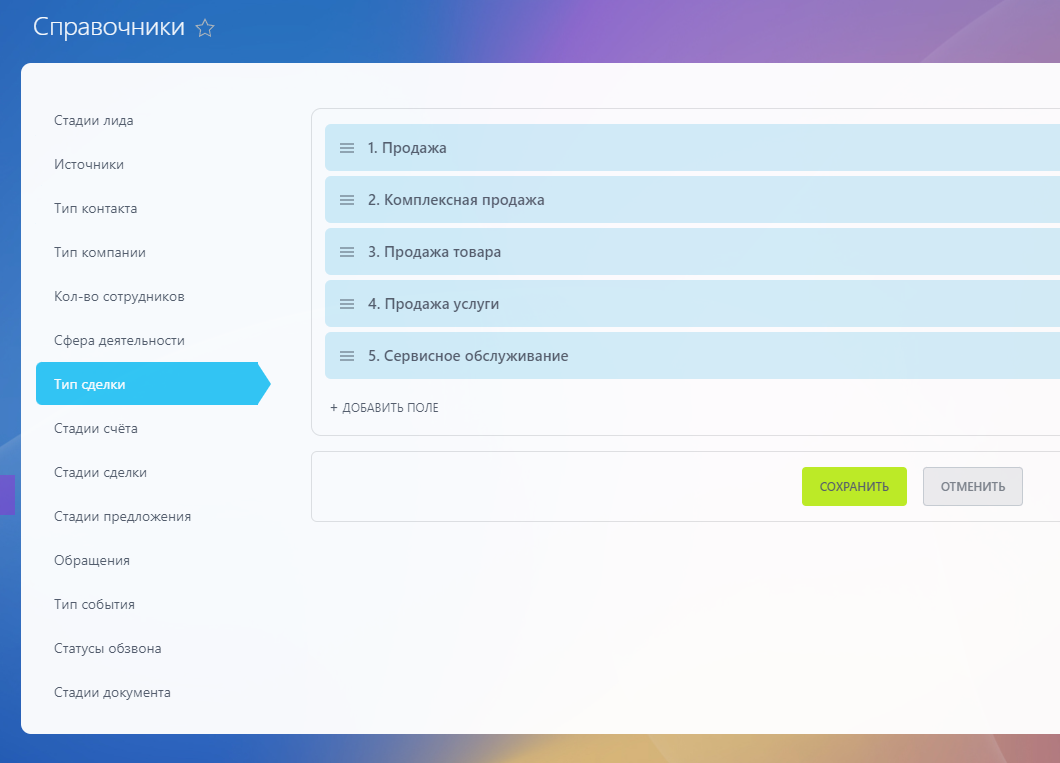 Справочники
Стадии лида
Источники
Тип контакта
Тип компании
Кол-во сотрудников
Сфера деятельности
Тип сделки
Стадии счёта
Стадии сделки
Стадии предложения
Обращения
Тип события
Статусы обзвона
Стадии документа
1. Продажа
2. Комплексная продажа
3. Продажа товара
4. Продажа услуги
5. Сервисное обслуживание
+ ДОБАВИТЬ ПОЛЕ
СОХРАНИТЬ ОТМЕНИТЬ